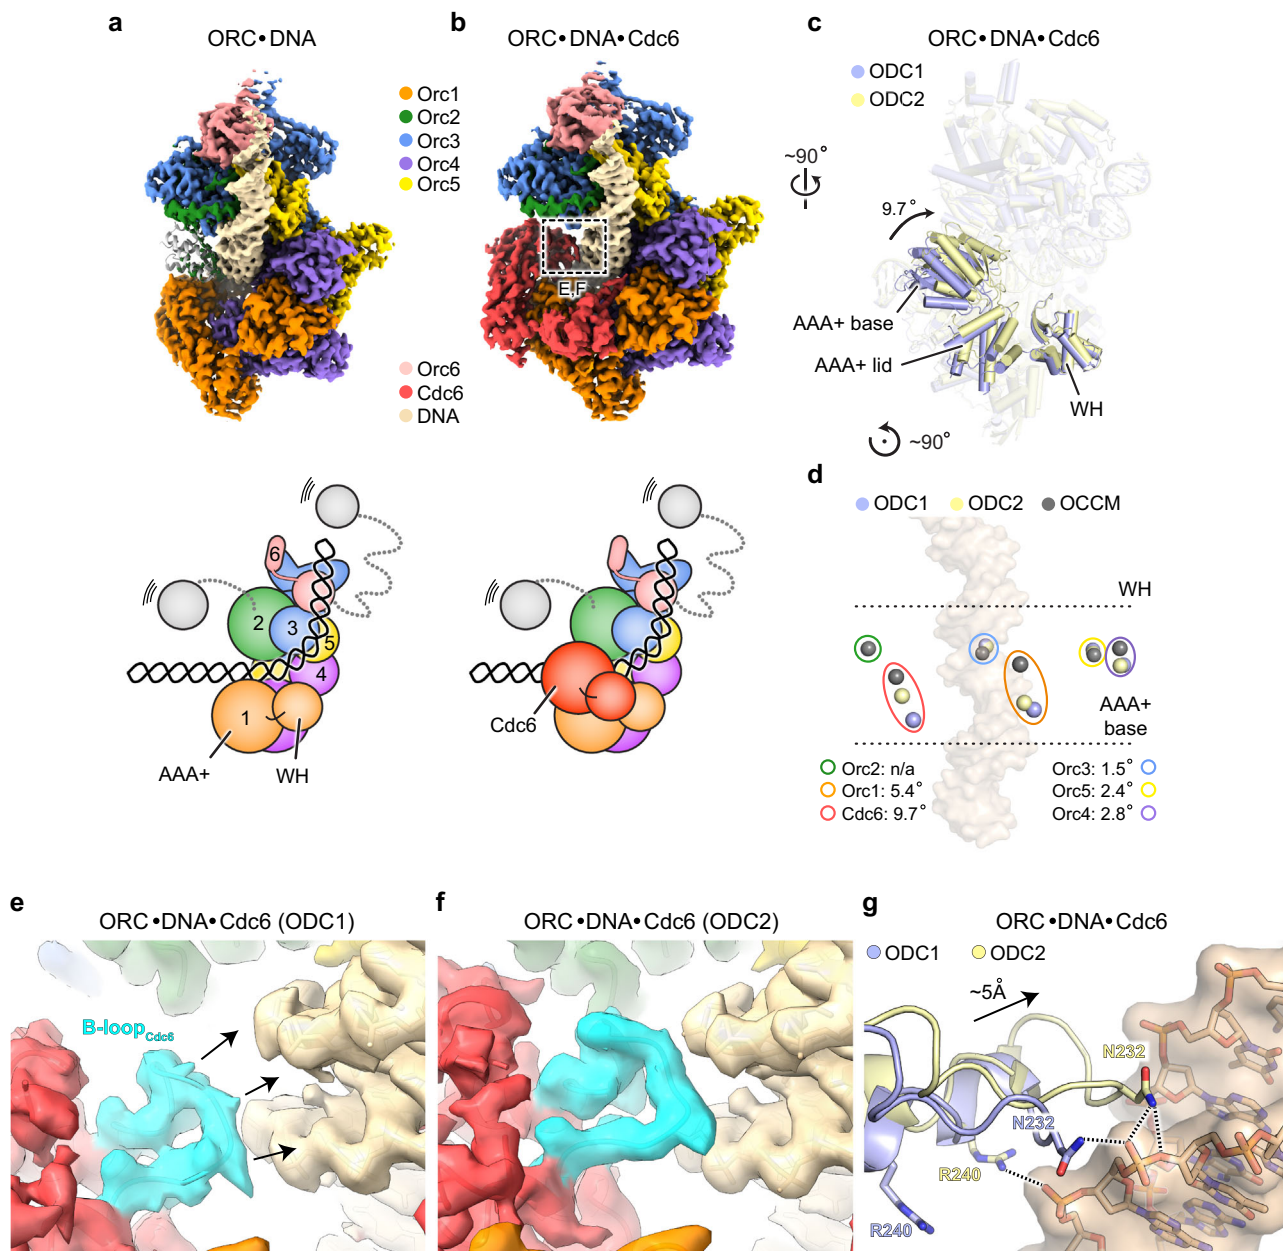 a
ORC•DNA
b
ORC•DNA•Cdc6
c
ORC•DNA•Cdc6
Orc1
Orc2
Orc3
Orc4
Orc5
Orc6
Cdc6
DNA
E,F
ODC1
ODC2
~90°
9.7°
AAA+ base
AAA+ lid
WH
~90°
6
2
3
5
4
1
AAA+
WH
Cdc6
d
ODC1
ODC2
OCCM
WH
AAA+
base
Orc2: n/a
Orc1: 5.4°
Cdc6: 9.7°
Orc3: 1.5°
Orc5: 2.4°
Orc4: 2.8°
e
ORC•DNA•Cdc6 (ODC1)
B-loopCdc6
f
ORC•DNA•Cdc6 (ODC2)
g
ORC•DNA•Cdc6
ODC1
ODC2
~5Å
N232
N232
R240
R240